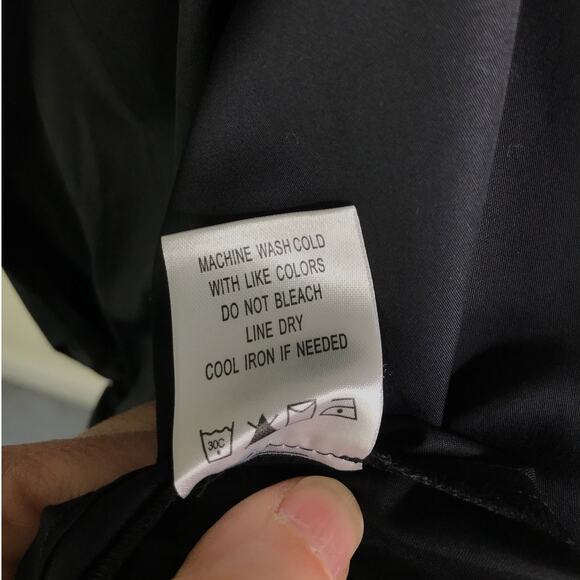 MACHINE WASH COLD
WITH LIKE COLORS
DO NOT BLEACH
LINE DRY
COOL IRON IF NEEDED
30C